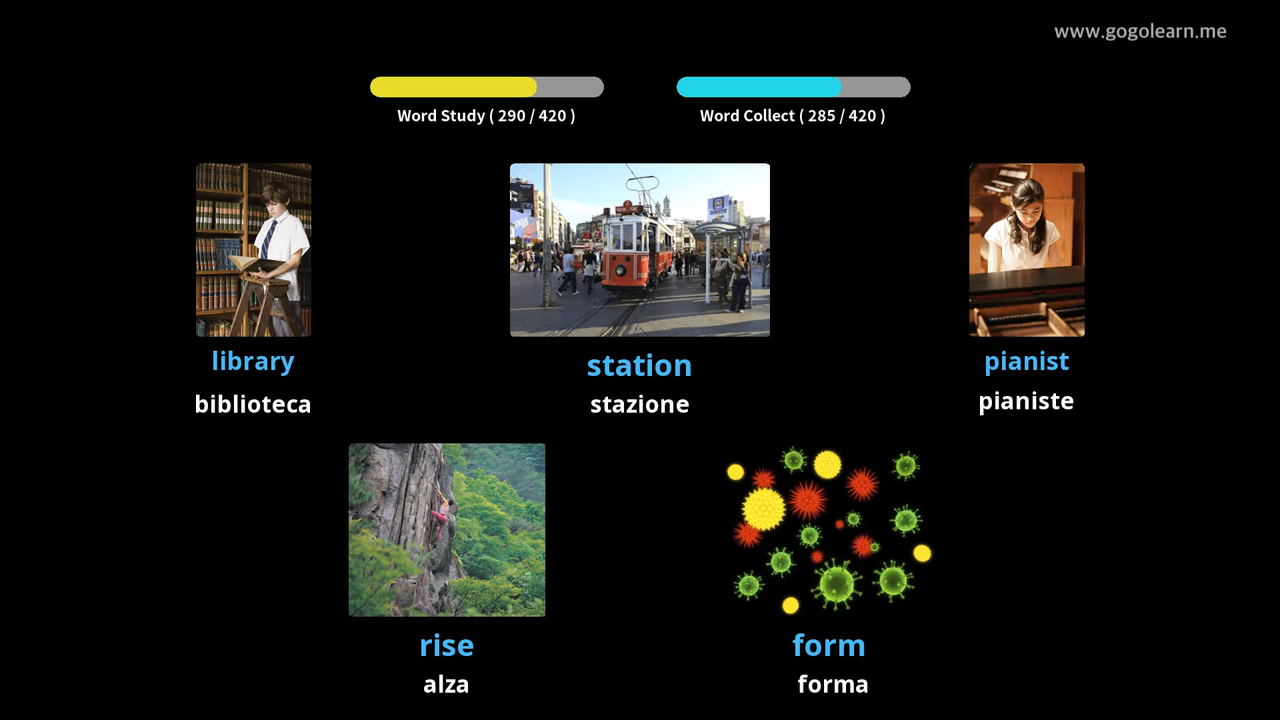 www.gogolearn.me
Word Study ( 290 / 420 )
Word Collect ( 285 / 420 )
library
station
pianist
biblioteca
stazione
pianiste
rise
form
alza
forma